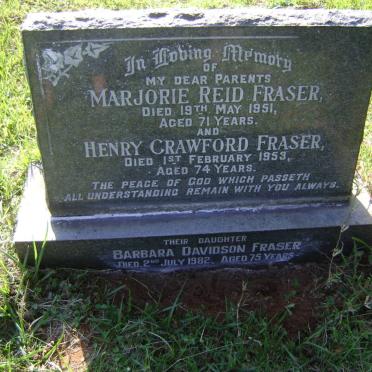 In Loving Memory
OF
MY DEAR PARENTS
MARJORIE REID FRASER,
DIED 19TH MAY 1951,
AGED 71 YEARS.
AND
HENRY CRAWFORD FRASER,
DIED 1ST FEBRUARY 1953,
AGED 74 YEARS.
THE PEACE OF GOD WHICH PASSETH
ALL UNDERSTANDING REMAIN WITH YOU ALWAYS.
THEIR DAUGHTER
BARBARA DAVIDSON FRASER
DIED 2ND JULY 1982, AGED 75 YEARS.